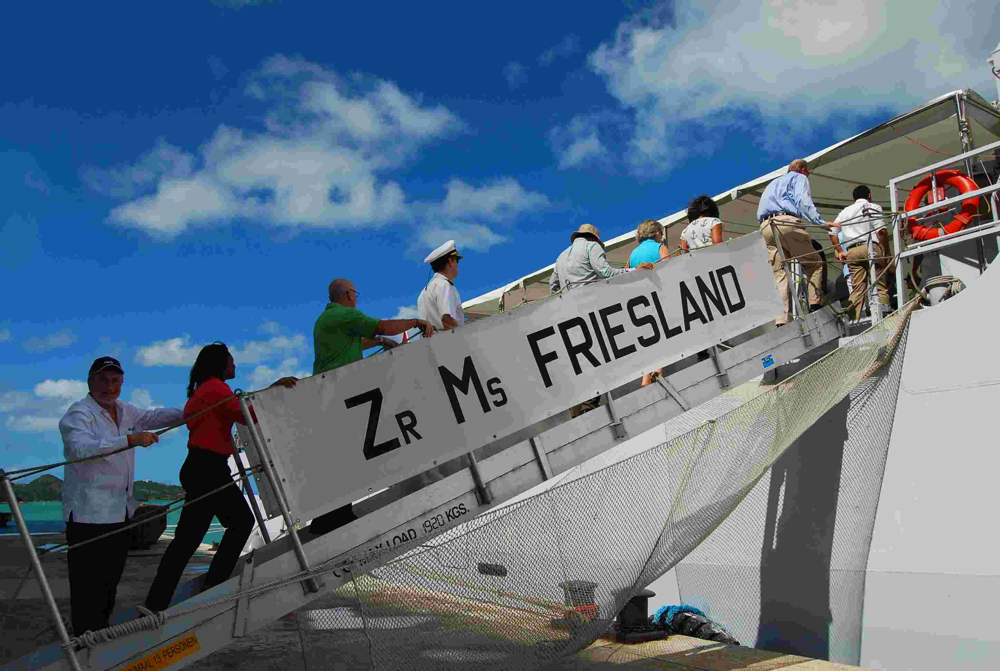 ZR MS FRIESLAND
MAX LOAD 1920 KGS.
13 PERSONEN